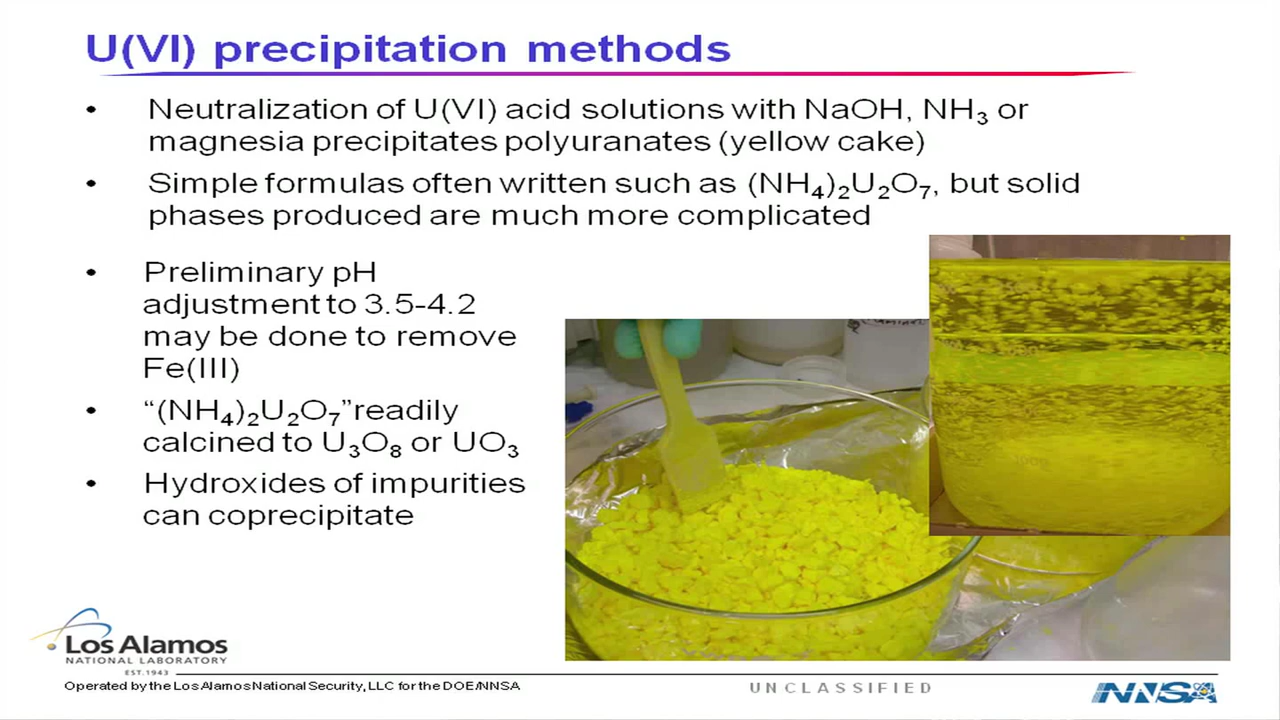 U(VI) precipitation methods
• Neutralization of U(VI) acid solutions with NaOH, NH₃ or
magnesia precipitates polyuranates (yellow cake)
• Simple formulas often written such as (NH₄)₂U₂O₇, but solid
phases produced are much more complicated
• Preliminary pH
adjustment to 3.5-4.2
may be done to remove
Fe(III)
• “(NH₄)₂U₂O₇”readily
calcined to U₃O₈ or UO₃
• Hydroxides of impurities
can coprecipitate
Los Alamos
NATIONAL LABORATORY
EST.1943
Operated by the Los Alamos National Security, LLC for the DOE/NNSA
UNCLASSIFIED
NNSA